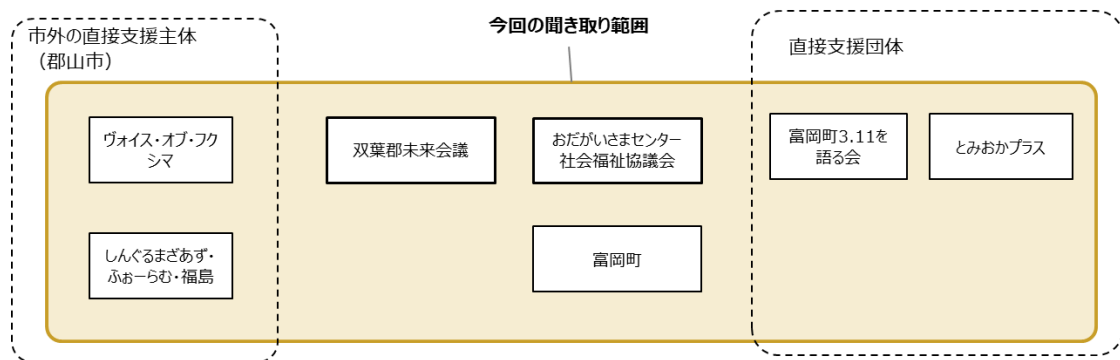 今回の聞き取り範囲
市外の直接支援主体
（郡山市）
直接支援団体
ヴォイス・オブ・フク
シマ
双葉郡未来会議
おだがいさまセンター
社会福祉協議会
富岡町3.11を
語る会
とみおかプラス
しんぐるまざあず・
ふぉーらむ・福島
富岡町